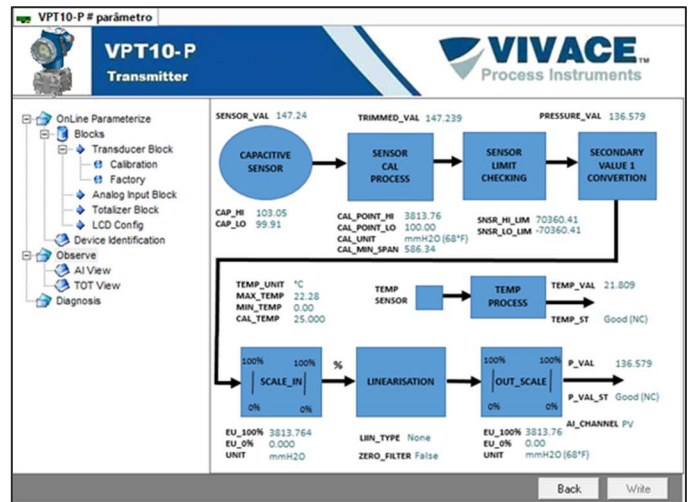 VPT10-P # parâmetro
VPT10-P
Transmitter
VIVACE TM
Process Instruments
OnLine Parameterize
Blocks
Transducer Block
Calibration
Factory
Analog Input Block
Totalizer Block
LCD Config
Device Identification
Observe
AI View
TOT View
Diagnosis
SENSOR_VAL 147.24
TRIMMED_VAL 147.239
PRESSURE_VAL 136.579
CAPACITIVE
SENSOR
SENSOR
CAL
PROCESS
SENSOR
LIMIT
CHECKING
SECONDARY
VALUE 1
CONVERTION
CAP_HI 103.05
CAP_LO 99.91
CAL_POINT_HI 3813.76
CAL_POINT_LO 100.00
CAL_UNIT mmH2O (68°F)
CAL_MIN_SPAN 586.34
SNSR_HI_LIM 70360.41
SNSR_LO_LIM -70360.41
TEMP_UNIT °C
MAX_TEMP 22.28
MIN_TEMP 0.00
CAL_TEMP 25.000
TEMP
SENSOR
TEMP
PROCESS
TEMP_VAL 21.809
TEMP_ST Good (NC)
100% 100%
SCALE_IN
0% 0%
%
LINEARISATION
100% 100%
OUT_SCALE
0% 0%
P_VAL 136.579
P_VAL_ST Good (NC)
AI_CHANNEL PV
EU_100% 3813.764
EU_0% 0.000
UNIT mmH2O
LIIN_TYPE None
ZERO_FILTER False
EU_100% 3813.76
EU_0% 0.00
UNIT mmH2O (68°F)
Back
Write